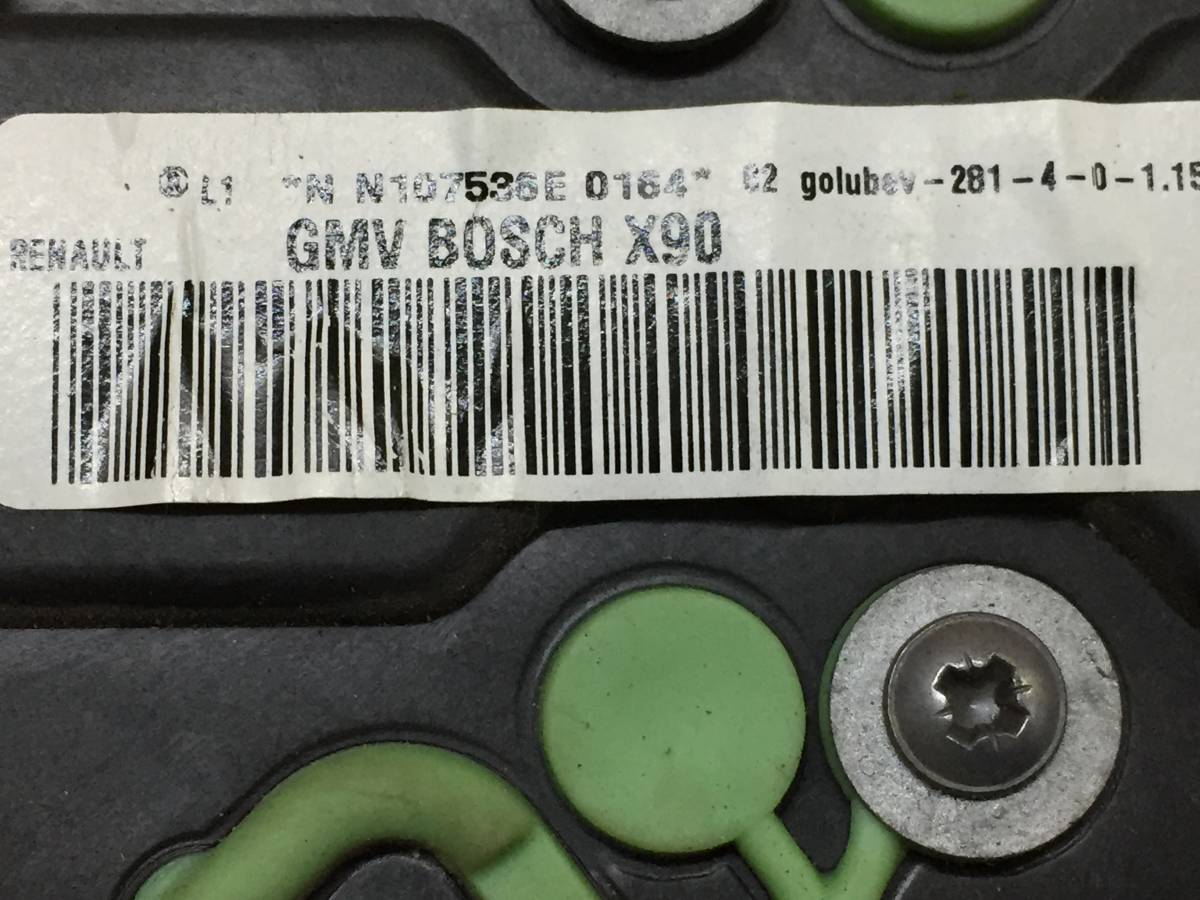 ® L1 *N N107536E 0164* C2 golubev-281-4-0-1.15
RENAULT GMV BOSCH X90